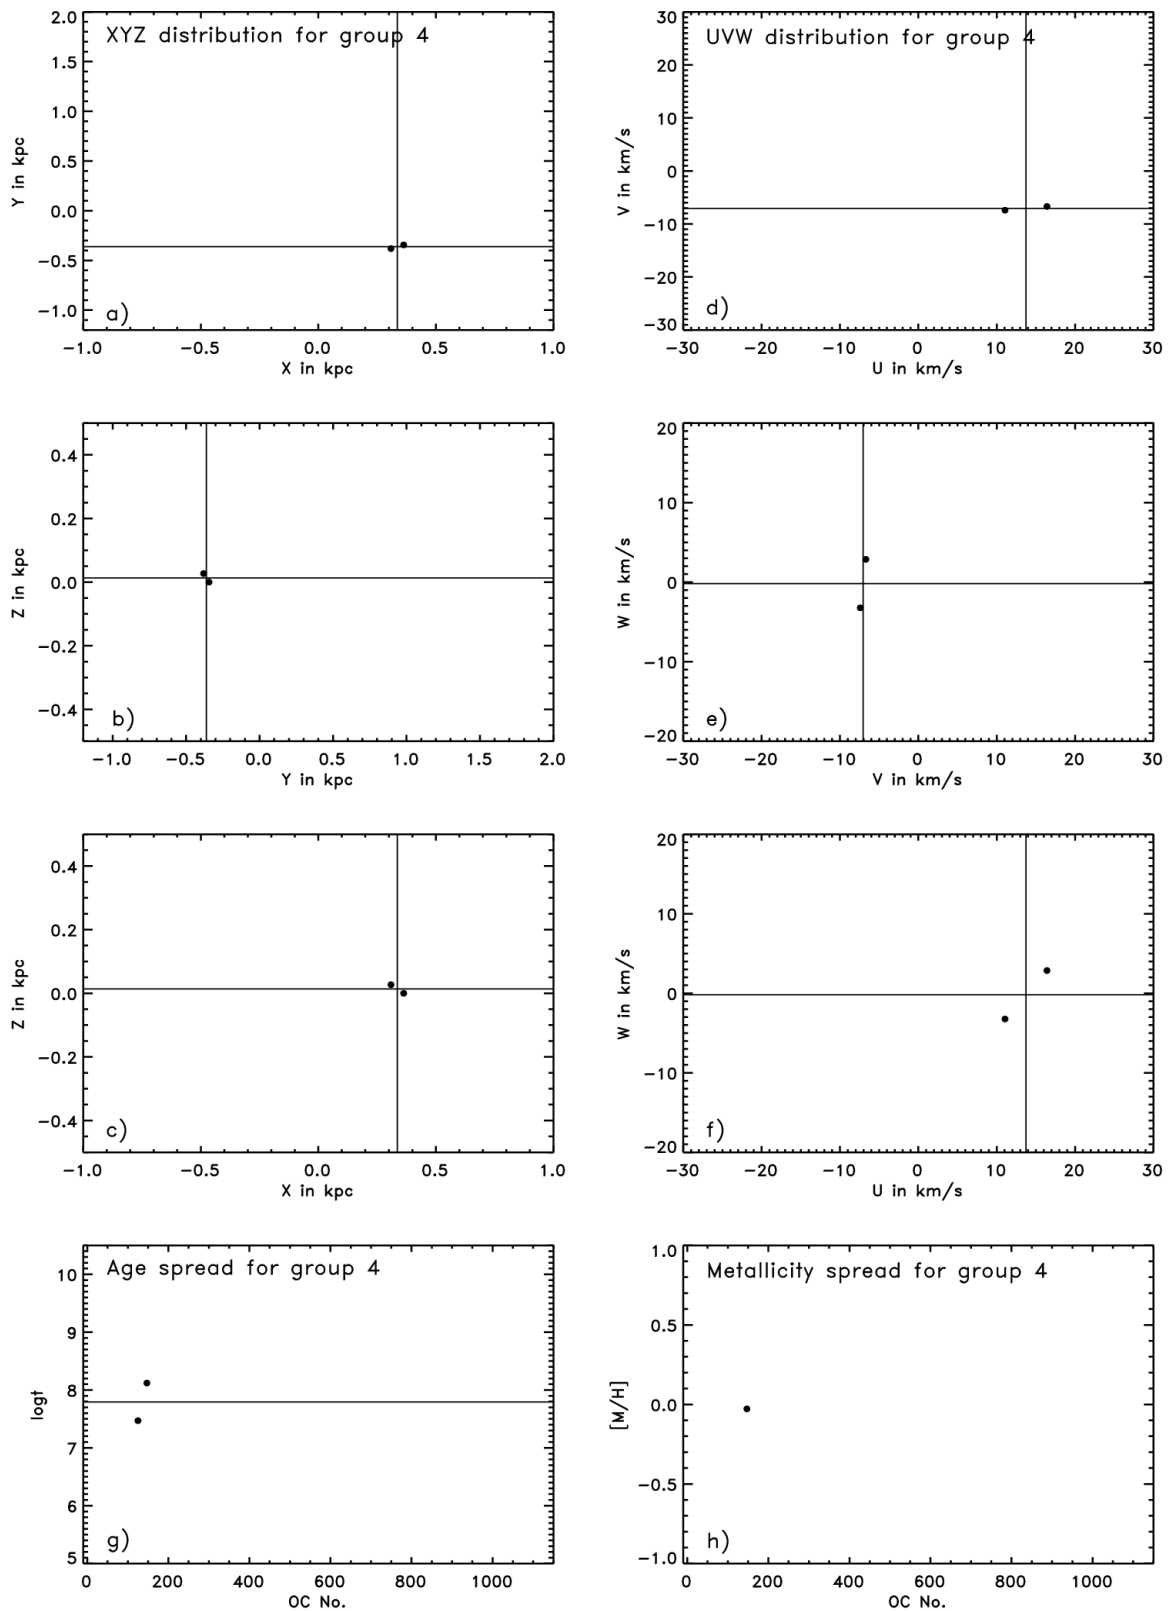 XYZ distribution for group 4
2.0
1.5
1.0
0.5
0.0
−0.5
−1.0
Y in kpc
a)
−1.0 −0.5 0.0 0.5 1.0
X in kpc
UVW distribution for group 4
30
20
10
0
−10
−20
−30
V in km/s
d)
−30 −20 −10 0 10 20 30
U in km/s
0.4
0.2
0.0
−0.2
−0.4
Z in kpc
b)
−1.0 −0.5 0.0 0.5 1.0 1.5 2.0
Y in kpc
20
10
0
−10
−20
W in km/s
e)
−30 −20 −10 0 10 20 30
V in km/s
0.4
0.2
0.0
−0.2
−0.4
Z in kpc
c)
−1.0 −0.5 0.0 0.5 1.0
X in kpc
20
10
0
−10
−20
W in km/s
f)
−30 −20 −10 0 10 20 30
U in km/s
Age spread for group 4
10
9
8
7
6
5
logt
g)
0 200 400 600 800 1000
OC No.
Metallicity spread for group 4
1.0
0.5
0.0
−0.5
−1.0
[M/H]
h)
0 200 400 600 800 1000
OC No.